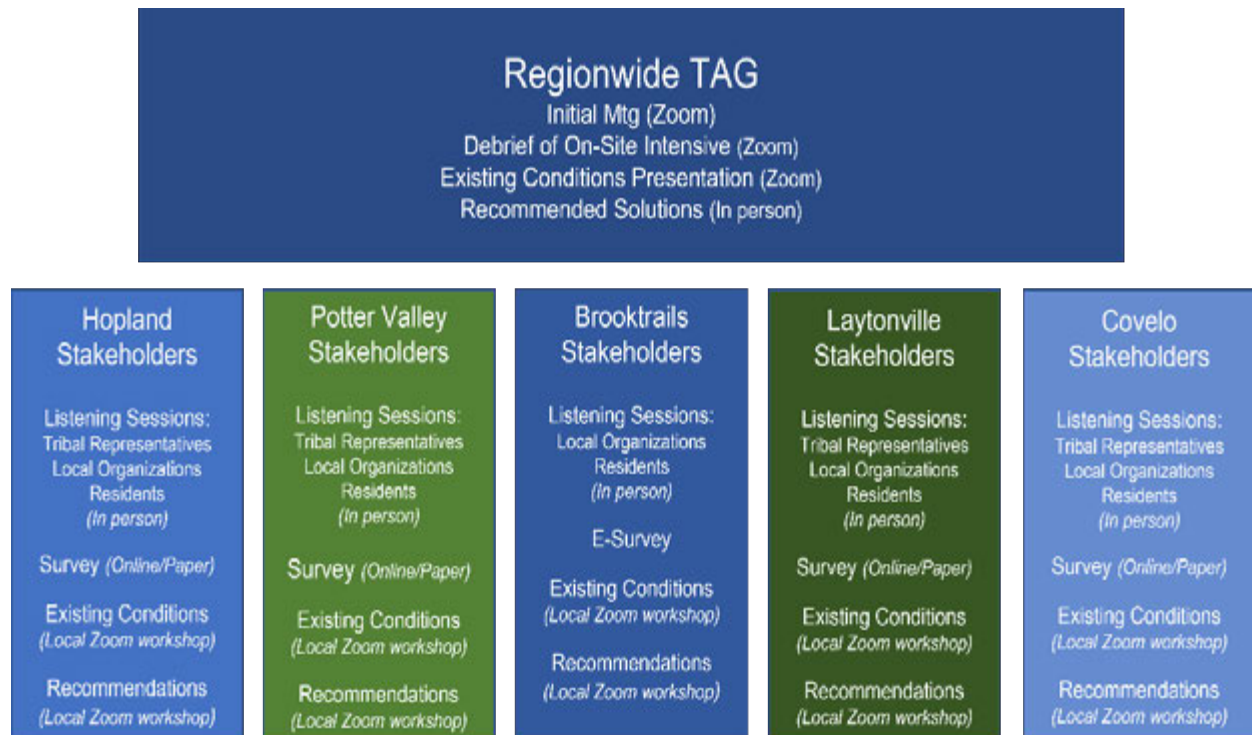 Regionwide TAG
Initial Mtg (Zoom)
Debrief of On-Site Intensive (Zoom)
Existing Conditions Presentation (Zoom)
Recommended Solutions (In person)
Hopland
Stakeholders
Listening Sessions:
Tribal Representatives
Local Organizations
Residents
(In person)
Survey (Online/Paper)
Existing Conditions
(Local Zoom workshop)
Recommendations
(Local Zoom workshop)
Potter Valley
Stakeholders
Listening Sessions:
Tribal Representatives
Local Organizations
Residents
(In person)
Survey (Online/Paper)
Existing Conditions
(Local Zoom workshop)
Recommendations
(Local Zoom workshop)
Brooktrails
Stakeholders
Listening Sessions:
Local Organizations
Residents
(In person)
E-Survey
Existing Conditions
(Local Zoom workshop)
Recommendations
(Local Zoom workshop)
Laytonville
Stakeholders
Listening Sessions:
Tribal Representatives
Local Organizations
Residents
(In person)
Survey (Online/Paper)
Existing Conditions
(Local Zoom workshop)
Recommendations
(Local Zoom workshop)
Covelo
Stakeholders
Listening Sessions:
Tribal Representatives
Local Organizations
Residents
(In person)
Survey (Online/Paper)
Existing Conditions
(Local Zoom workshop)
Recommendations
(Local Zoom workshop)